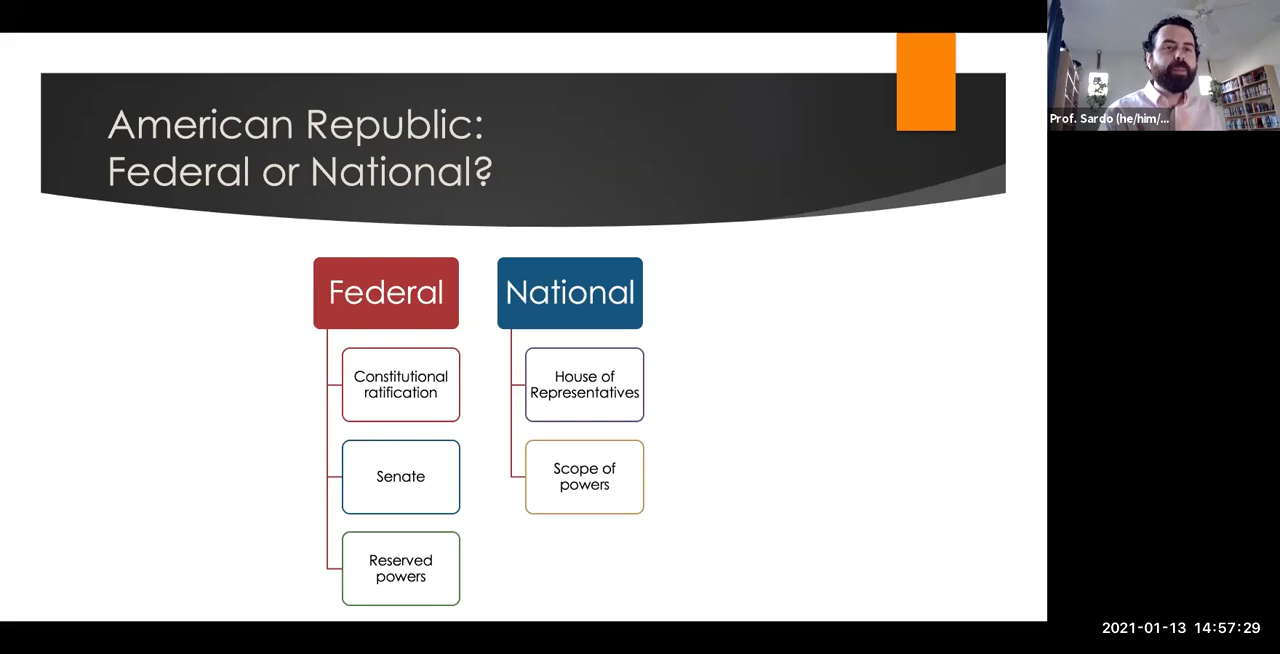 American Republic:
Federal or National?
Federal
Constitutional
ratification
Senate
Reserved
powers
National
House of
Representatives
Scope of
powers
Prof. Sardo (he/him/...
2021-01-13 14:57:29